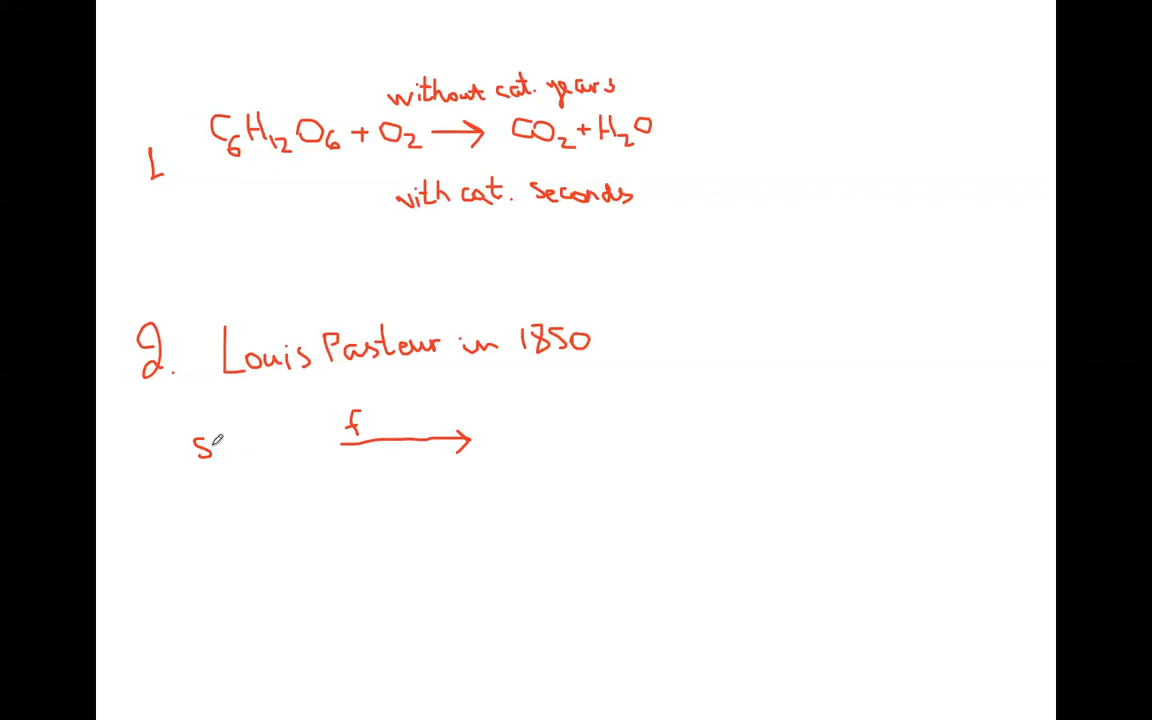 without cat. years
1 C6H12O6 + O2 → CO2 + H2O
with cat. seconds
2. Louis Pasteur in 1850
f
S →